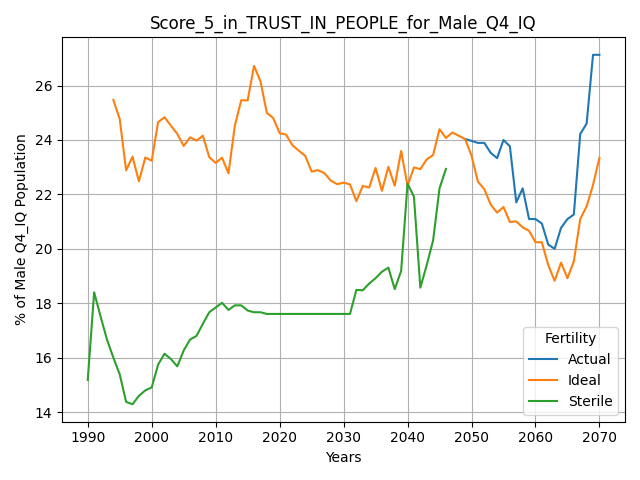 Score_5_in_TRUST_IN_PEOPLE_for_Male_Q4_IQ
% of Male Q4_IQ Population
26
24
22
20
18
16
14
Fertility
Actual
Ideal
Sterile
1990 2000 2010 2020 2030 2040 2050 2060 2070
Years